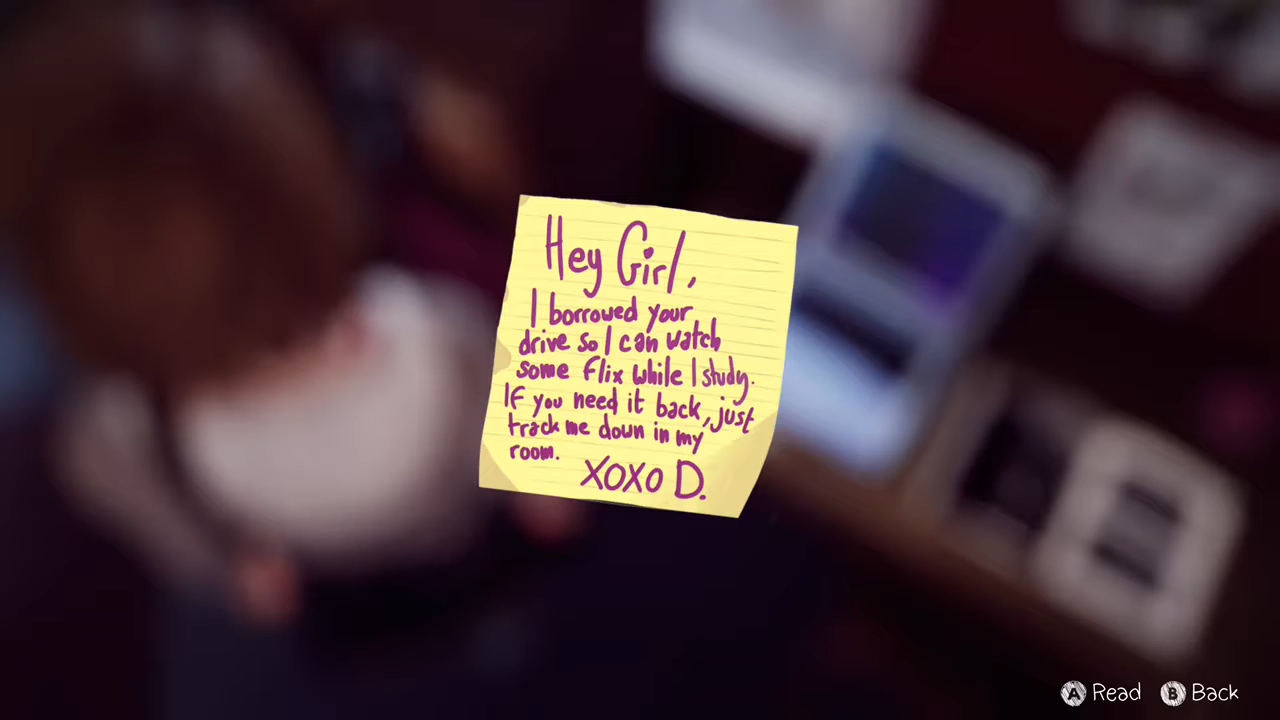 Hey Girl,
I borrowed your
drive so I can watch
some Flix while I study.
If you need it back, just
track me down in my
room.
XOXO D.
A Read B Back